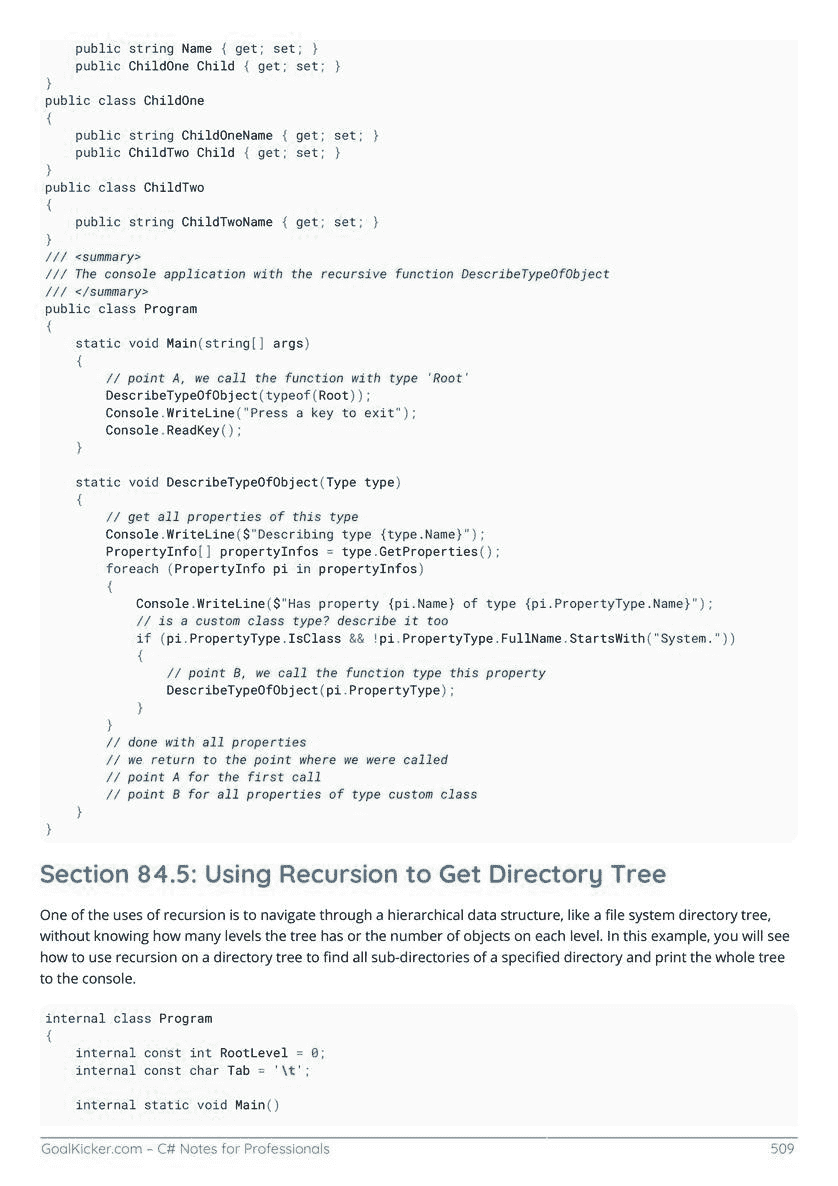 public string Name { get; set; }
    public ChildOne Child { get; set; }
}
public class ChildOne
{
    public string ChildOneName { get; set; }
    public ChildTwo Child { get; set; }
}
public class ChildTwo
{
    public string ChildTwoName { get; set; }
}
/// <summary>
/// The console application with the recursive function DescribeTypeOfObject
/// </summary>
public class Program
{
    static void Main(string[] args)
    {
        // point A, we call the function with type 'Root'
        DescribeTypeOfObject(typeof(Root));
        Console.WriteLine("Press a key to exit");
        Console.ReadKey();
    }

    static void DescribeTypeOfObject(Type type)
    {
        // get all properties of this type
        Console.WriteLine($"Describing type {type.Name}");
        PropertyInfo[] propertyInfos = type.GetProperties();
        foreach (PropertyInfo pi in propertyInfos)
        {
            Console.WriteLine($"Has property {pi.Name} of type {pi.PropertyType.Name}");
            // is a custom class type? describe it too
            if (pi.PropertyType.IsClass && !pi.PropertyType.FullName.StartsWith("System."))
            {
                // point B, we call the function type this property
                DescribeTypeOfObject(pi.PropertyType);
            }
        }
        // done with all properties
        // we return to the point where we were called
        // point A for the first call
        // point B for all properties of type custom class
    }
}
Section 84.5: Using Recursion to Get Directory Tree
One of the uses of recursion is to navigate through a hierarchical data structure, like a file system directory tree,
without knowing how many levels the tree has or the number of objects on each level. In this example, you will see
how to use recursion on a directory tree to find all sub-directories of a specified directory and print the whole tree
to the console.
internal class Program
{
    internal const int RootLevel = 0;
    internal const char Tab = '\t';

    internal static void Main()
GoalKicker.com – C# Notes for Professionals
509